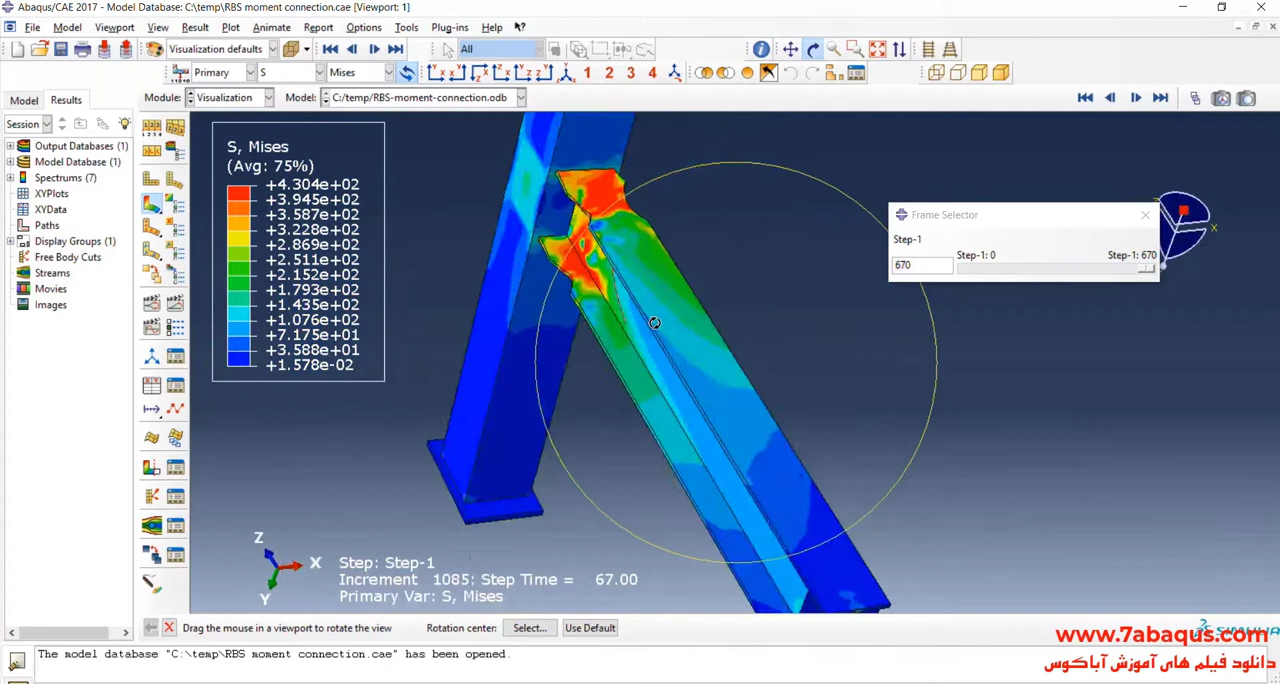 Abaqus/CAE 2017 - Model Database: C:\temp\RBS moment connection.cae [Viewport: 1]
File Model Viewport View Result Plot Animate Report Options Tools Plug-ins Help
Visualization defaults All
Primary S Mises 1 2 3 4
Model Results Module: Visualization Model: C:/temp/RBS-moment-connection.odb
Session
Output Databases (1)
Model Database (1)
Spectrums (7)
XYPlots
XYData
Paths
Display Groups (1)
Free Body Cuts
Streams
Movies
Images
S, Mises
(Avg: 75%)
+4.304e+02
+3.945e+02
+3.587e+02
+3.228e+02
+2.869e+02
+2.511e+02
+2.152e+02
+1.793e+02
+1.435e+02
+1.076e+02
+7.175e+01
+3.588e+01
+1.578e-02
Frame Selector
Step-1
670 Step-1: 0 Step-1: 670
X
Z
X
Y
Step: Step-1
Increment 1085: Step Time = 67.00
Primary Var: S, Mises
Drag the mouse in a viewport to rotate the view Rotation center: Select... Use Default
The model database "C:\temp\RBS moment connection.cae" has been opened.
www.7abaqus.com
دانلود فیلم های آموزش آباکوس